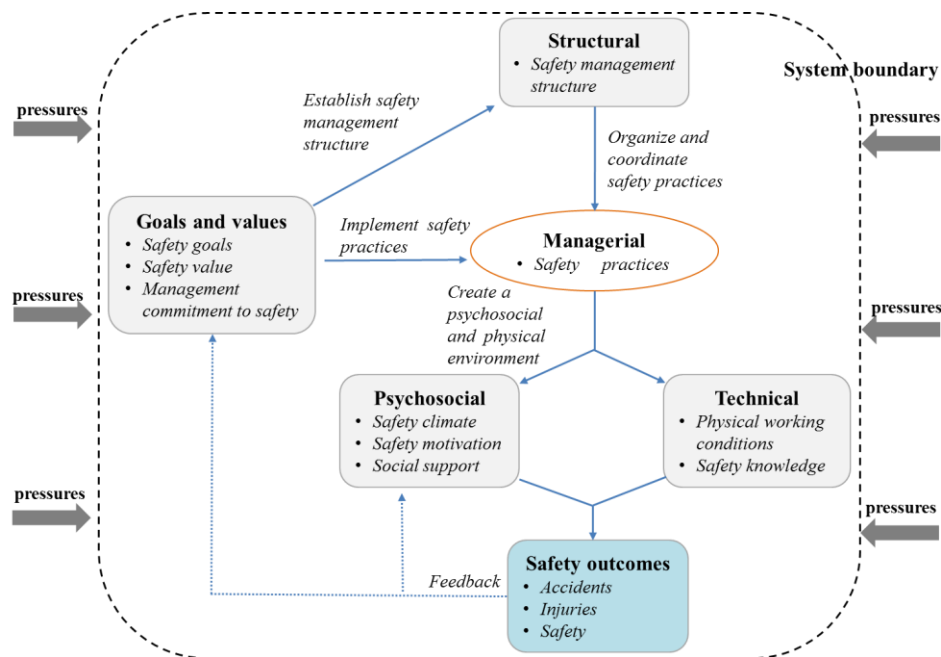 Structural
• Safety management
structure
System boundary
pressures
pressures
Establish safety
management
structure
Organize and
coordinate
safety practices
Goals and values
• Safety goals
• Safety value
• Management
commitment to safety
Implement safety
practices
Managerial
• Safety practices
pressures
pressures
Create a
psychosocial
and physical
environment
Psychosocial
• Safety climate
• Safety motivation
• Social support
Technical
• Physical working
conditions
• Safety knowledge
pressures
pressures
Safety outcomes
• Accidents
• Injuries
• Safety
Feedback